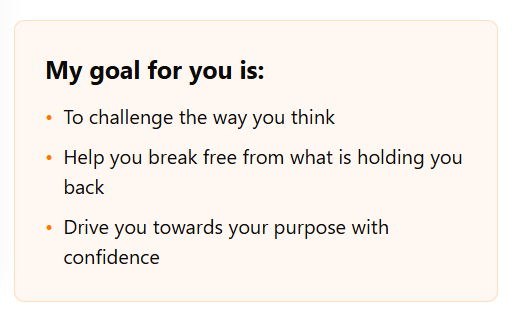 My goal for you is:
• To challenge the way you think
• Help you break free from what is holding you
back
• Drive you towards your purpose with
confidence